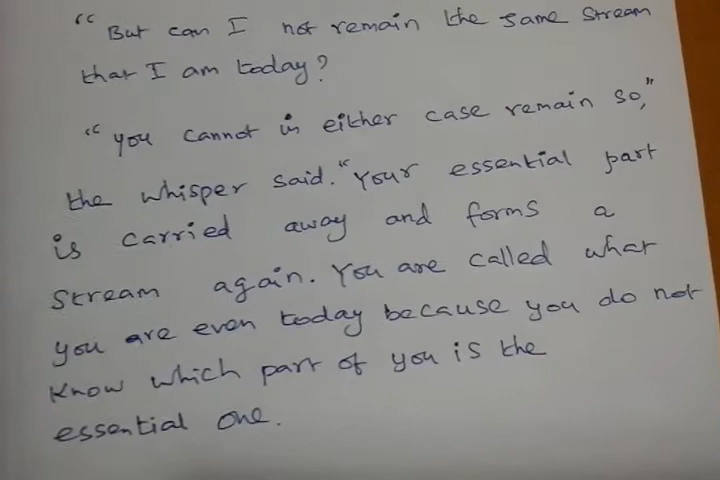 “ But can I not remain the same stream
that I am today?
“ you cannot in either case remain so,”
the whisper said. “Your essential part
is carried away and forms a
stream again. You are called what
you are even today because you do not
know which part of you is the
essential one.